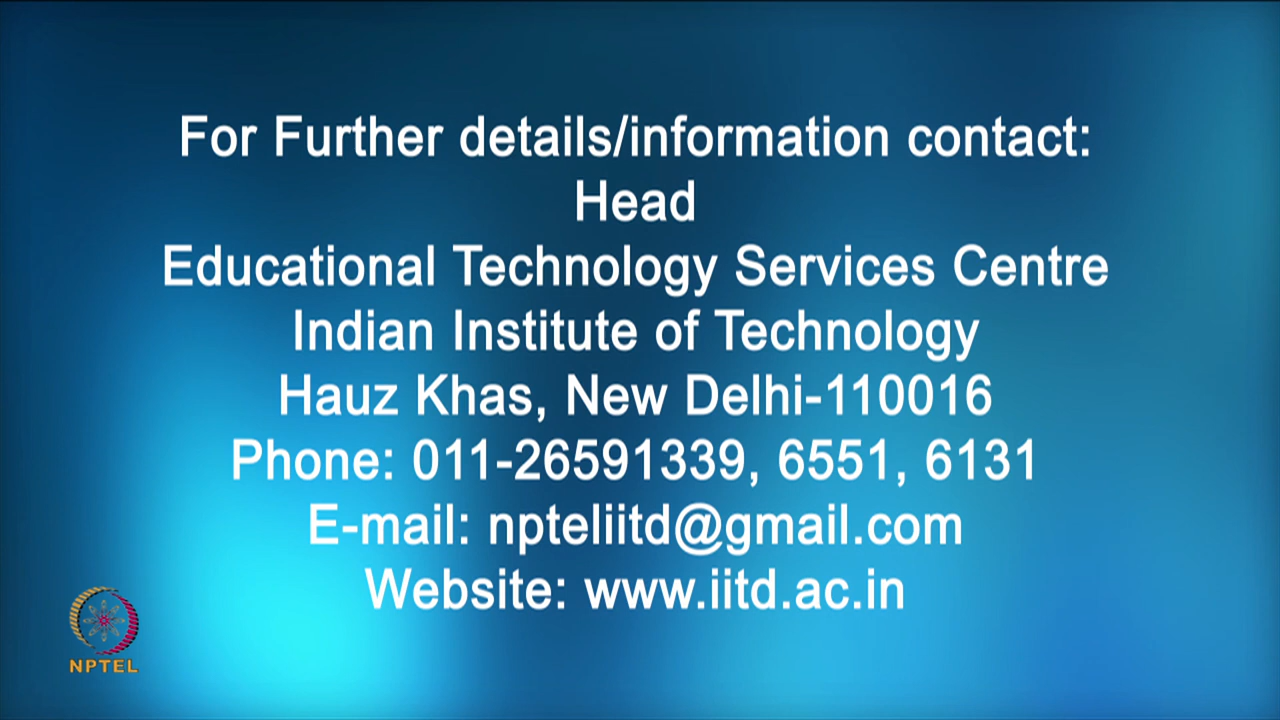 For Further details/information contact:
Head
Educational Technology Services Centre
Indian Institute of Technology
Hauz Khas, New Delhi-110016
Phone: 011-26591339, 6551, 6131
E-mail: npteliitd@gmail.com
Website: www.iitd.ac.in
NPTEL